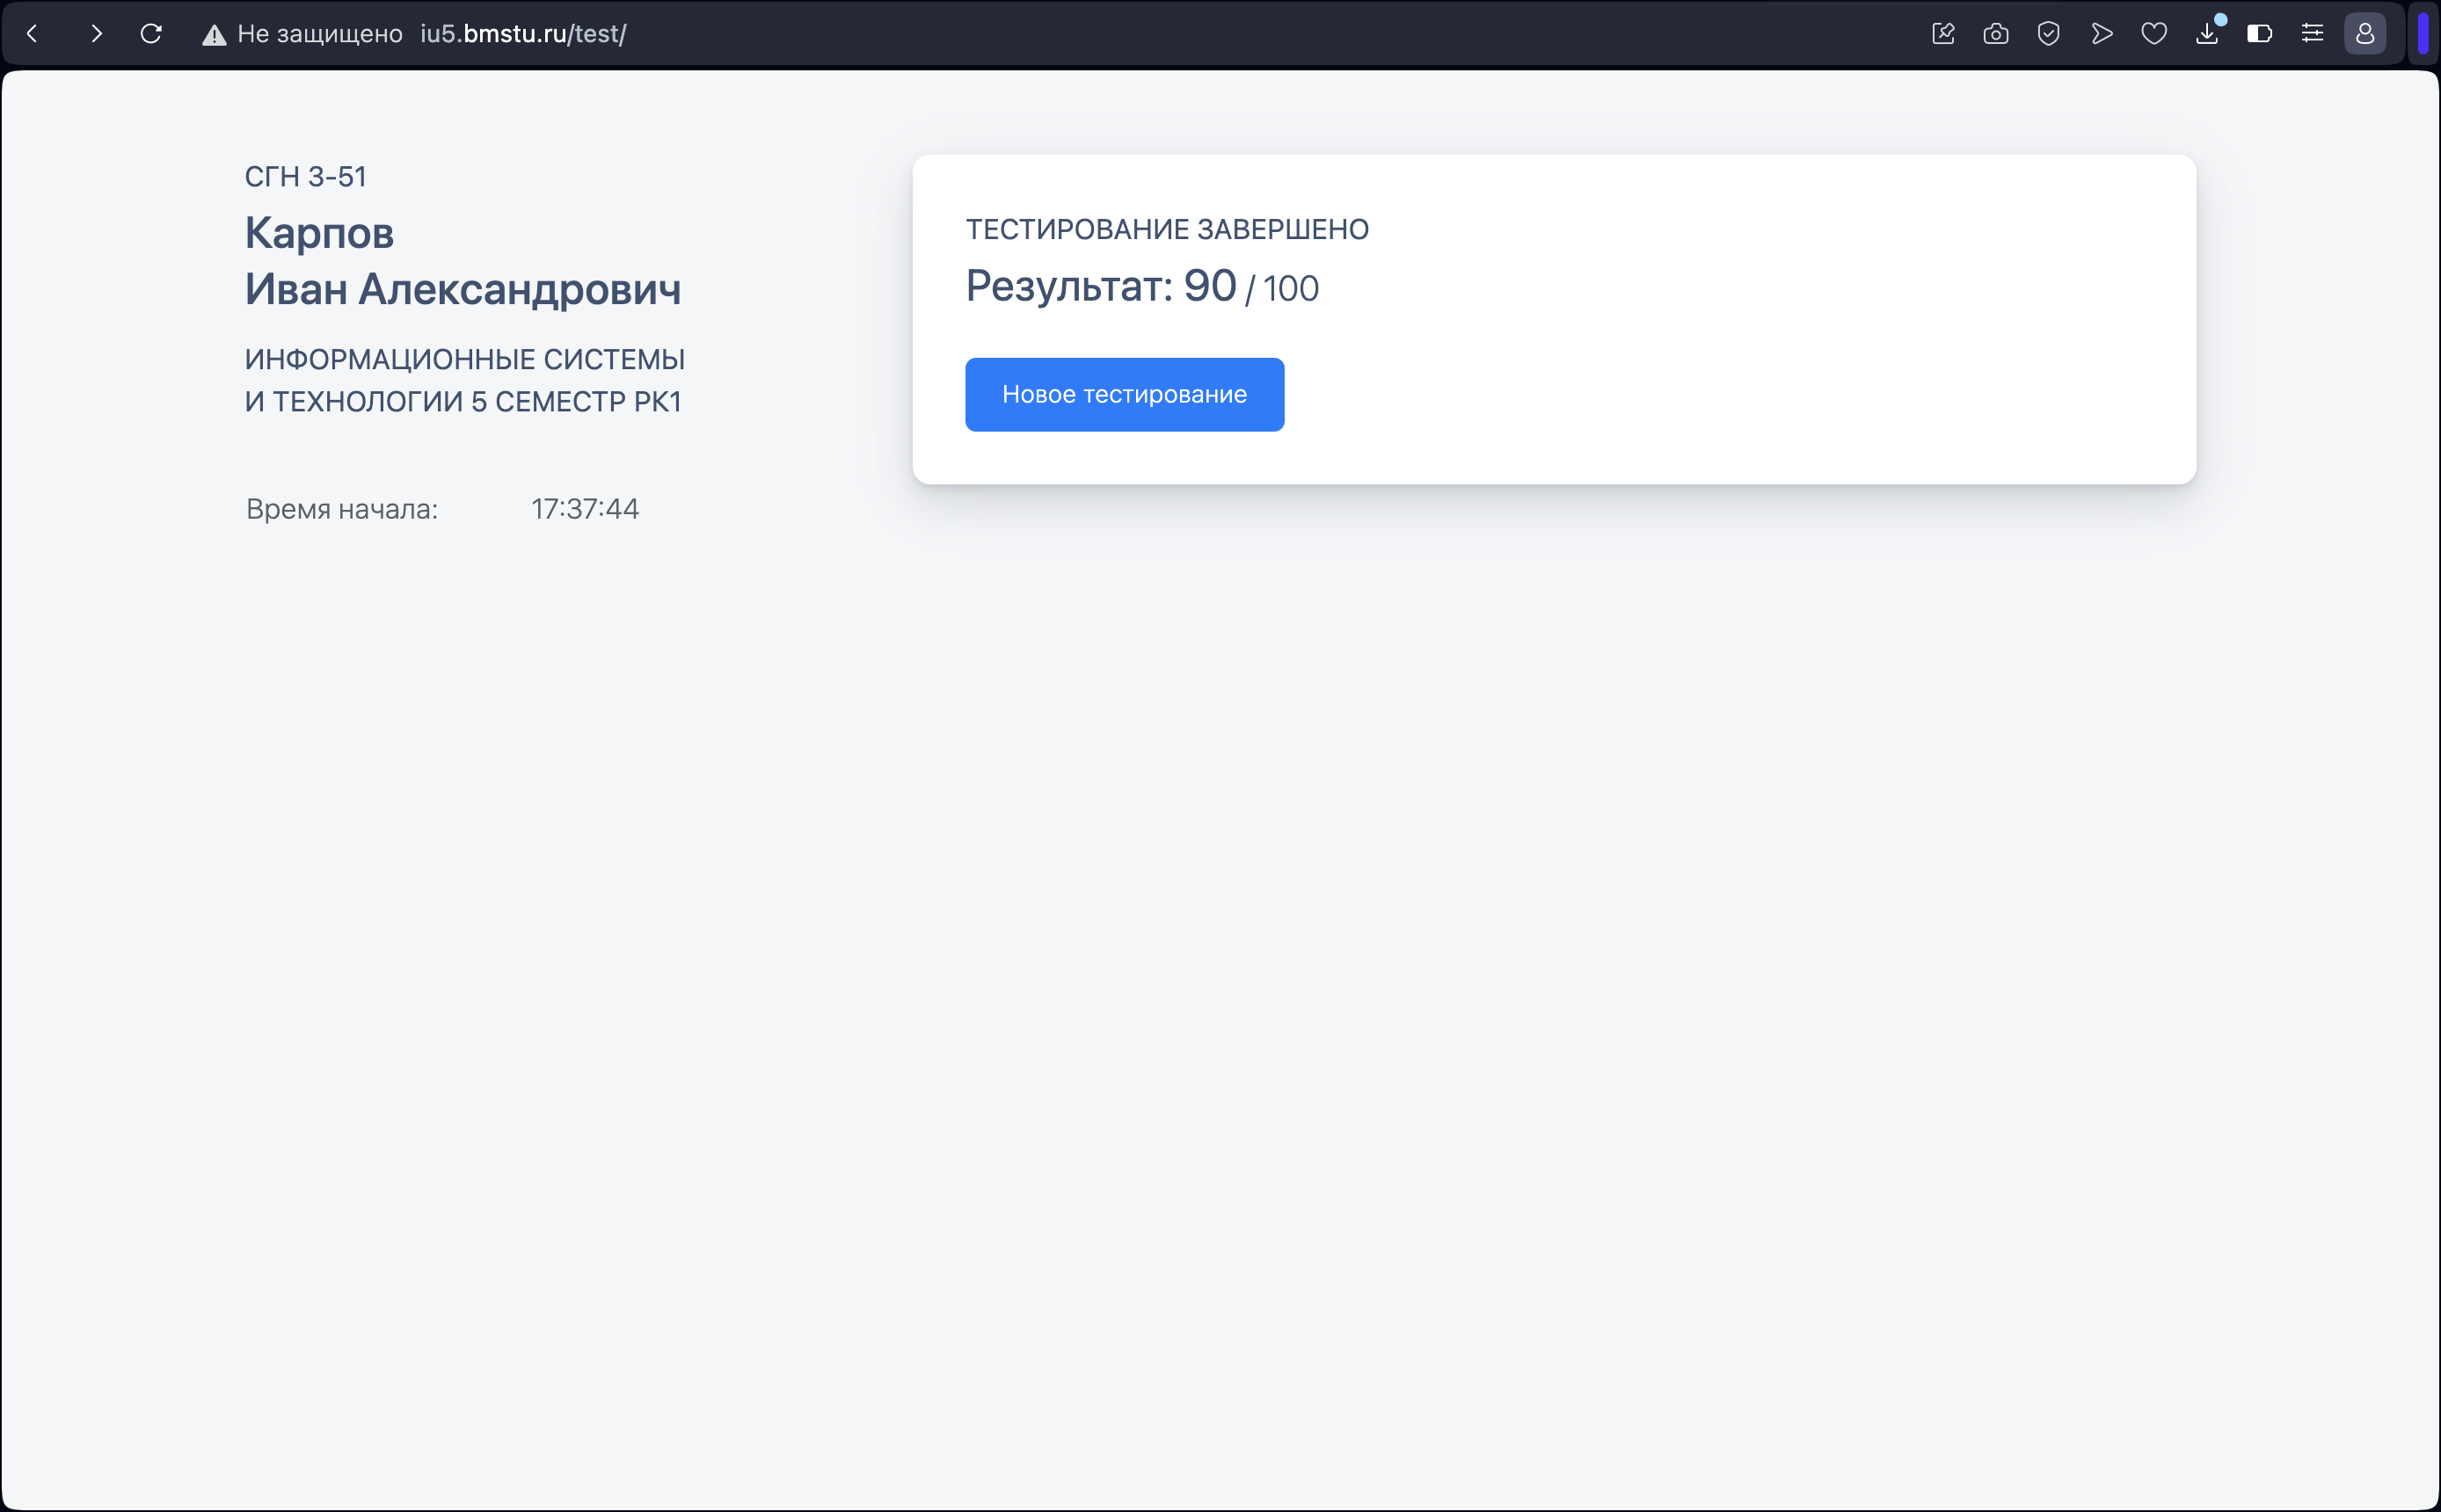 Не защищено iu5.bmstu.ru/test/
СГН 3-51
Карпов
Иван Александрович
ИНФОРМАЦИОННЫЕ СИСТЕМЫ
И ТЕХНОЛОГИИ 5 СЕМЕСТР РК1
Время начала: 17:37:44
ТЕСТИРОВАНИЕ ЗАВЕРШЕНО
Результат: 90 / 100
Новое тестирование